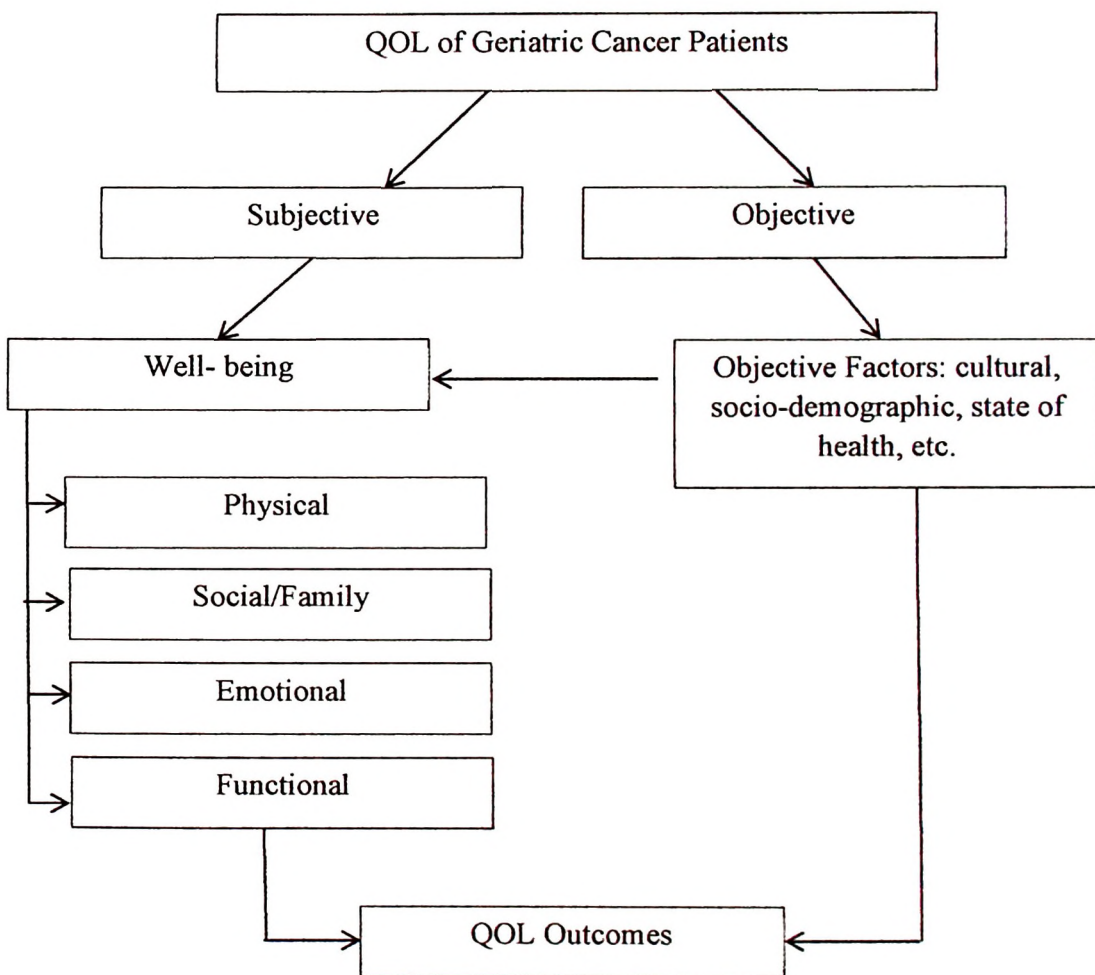 QOL of Geriatric Cancer Patients
Subjective
Objective
Well- being
Objective Factors: cultural,
socio-demographic, state of
health, etc.
Physical
Social/Family
Emotional
Functional
QOL Outcomes